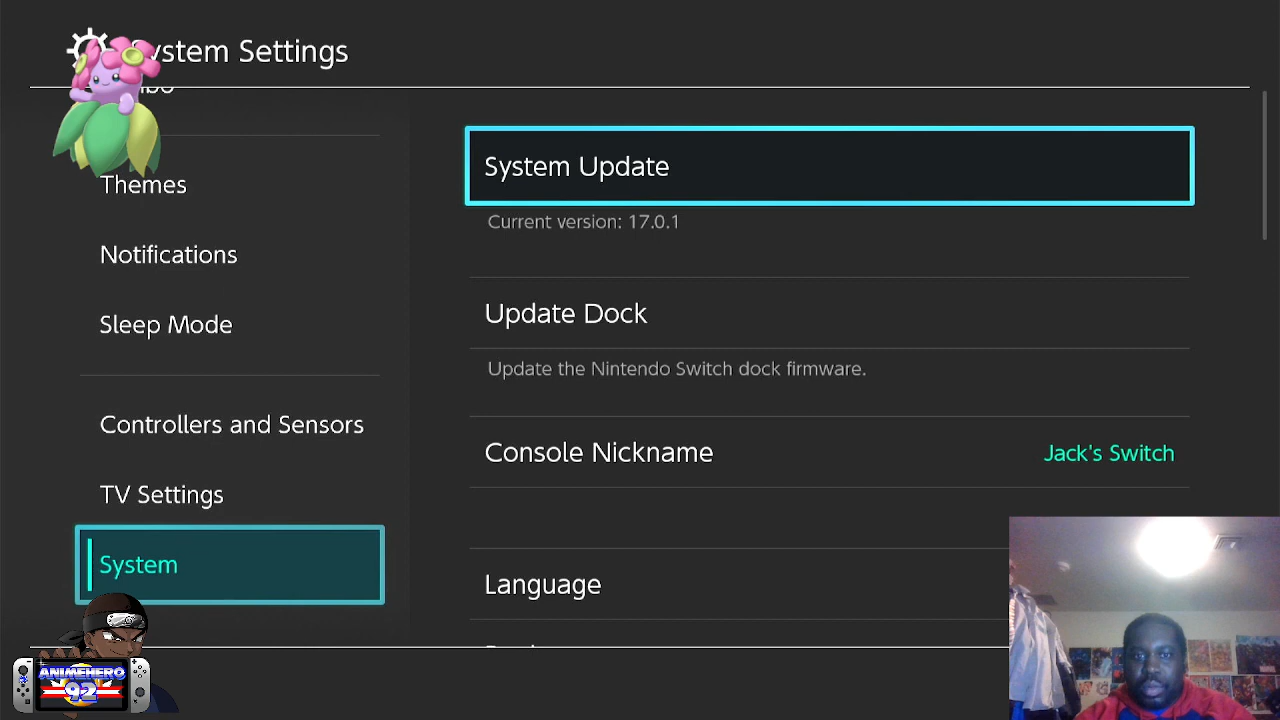 System Settings
Themes
Notifications
Sleep Mode
Controllers and Sensors
TV Settings
System
System Update
Current version: 17.0.1
Update Dock
Update the Nintendo Switch dock firmware.
Console Nickname
Jack's Switch
Language
ANIMEHERO
92